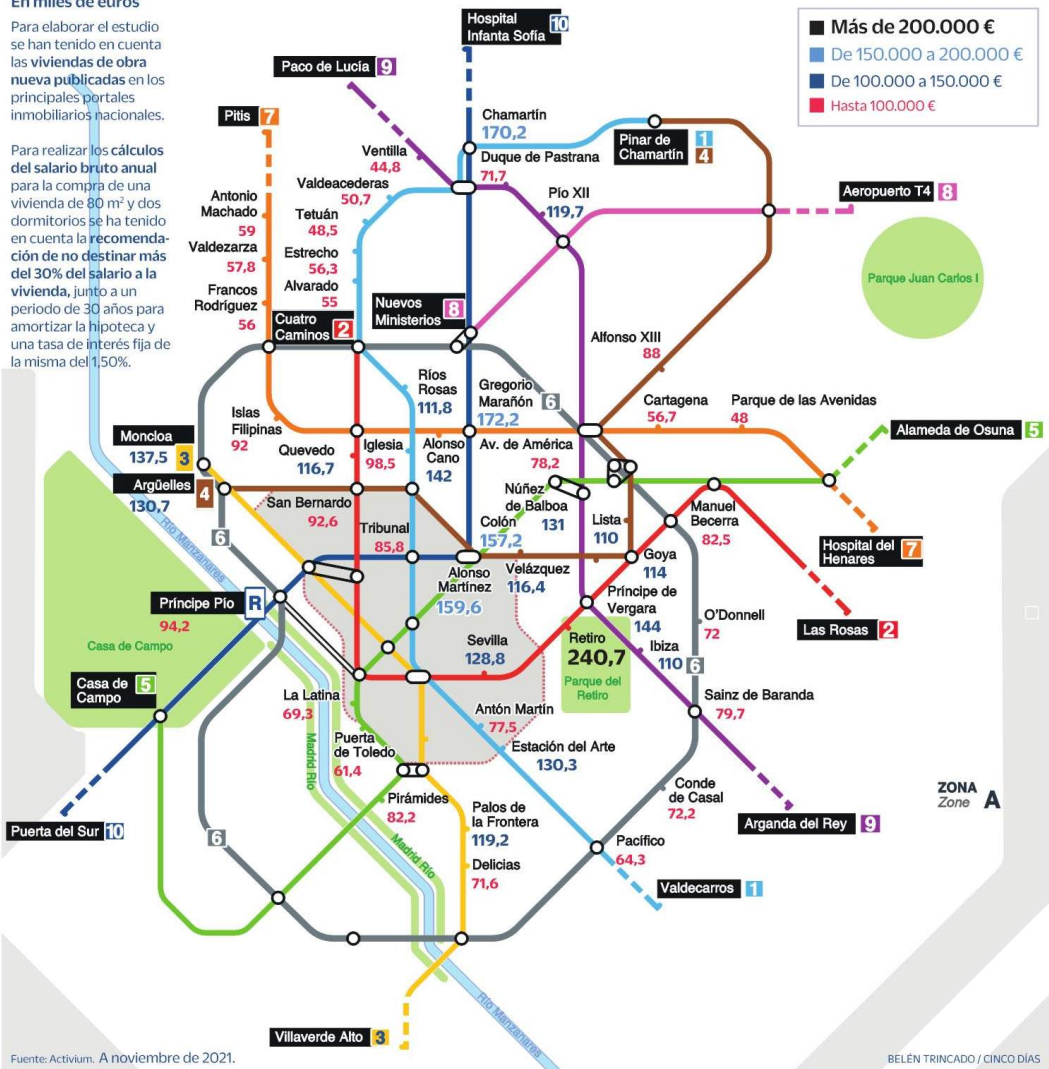 En miles de euros
Para elaborar el estudio
se han tenido en cuenta
las viviendas de obra
nueva publicadas en los
principales portales
inmobiliarios nacionales.
Para realizar los cálculos
del salario bruto anual
para la compra de una
vivienda de 80 m² y dos
dormitorios se ha tenido
en cuenta la recomenda-
ción de no destinar más
del 30% del salario a la
vivienda, junto a un
periodo de 30 años para
amortizar la hipoteca y
una tasa de interés fija de
la misma del 1,50%.
Más de 200.000 €
De 150.000 a 200.000 €
De 100.000 a 150.000 €
Hasta 100.000 €
Hospital
Infanta Sofía 10
Paco de Lucía 9
Pitis 7
Chamartín
170,2
Pinar de
Chamartín
1
4
Ventilla
44,8
Duque de Pastrana
71,7
Valdeacederas
50,7
Pío XII
119,7
Aeropuerto T4 8
Antonio
Machado
59
Tetuán
48,5
Valdezarza
57,8
Estrecho
56,3
Parque Juan Carlos I
Francos
Rodríguez
56
Alvarado
55
Nuevos
Ministerios 8
Cuatro
Caminos 2
Alfonso XIII
88
Ríos
Rosas
111,8
Gregorio
Marañón
172,2
6
Cartagena
56,7
Parque de las Avenidas
48
Islas
Filipinas
92
Alameda de Osuna 5
Moncloa
137,5
3
Quevedo
116,7
Iglesia
98,5
Alonso
Cano
142
Av. de América
78,2
Argüelles
130,7
4
San Bernardo
92,6
Núñez
de Balboa
131
Manuel
Becerra
82,5
6
Tribunal
85,8
Colón
157,2
Lista
110
Río Manzanares
Hospital del
Henares 7
Goya
114
Alonso
Martínez
159,6
Velázquez
116,4
Príncipe Pío
94,2
R
Príncipe de
Vergara
144
O'Donnell
72
Las Rosas 2
Casa de Campo
Sevilla
128,8
Retiro
240,7
Parque del
Retiro
Ibiza
110
6
Casa de
Campo 5
La Latina
69,3
Antón Martín
77,5
Sainz de Baranda
79,7
Puerta
de Toledo
61,4
Estación del Arte
130,3
Madrid Río
Conde
de Casal
72,2
ZONA
Zone A
Pirámides
82,2
Palos de
la Frontera
119,2
Arganda del Rey 9
Puerta del Sur 10
6
Madrid Río
Pacífico
64,3
Delicias
71,6
Valdecarros 1
Río Manzanares
Villaverde Alto 3
Fuente: Activium. A noviembre de 2021.
BELÉN TRINCADO / CINCO DÍAS